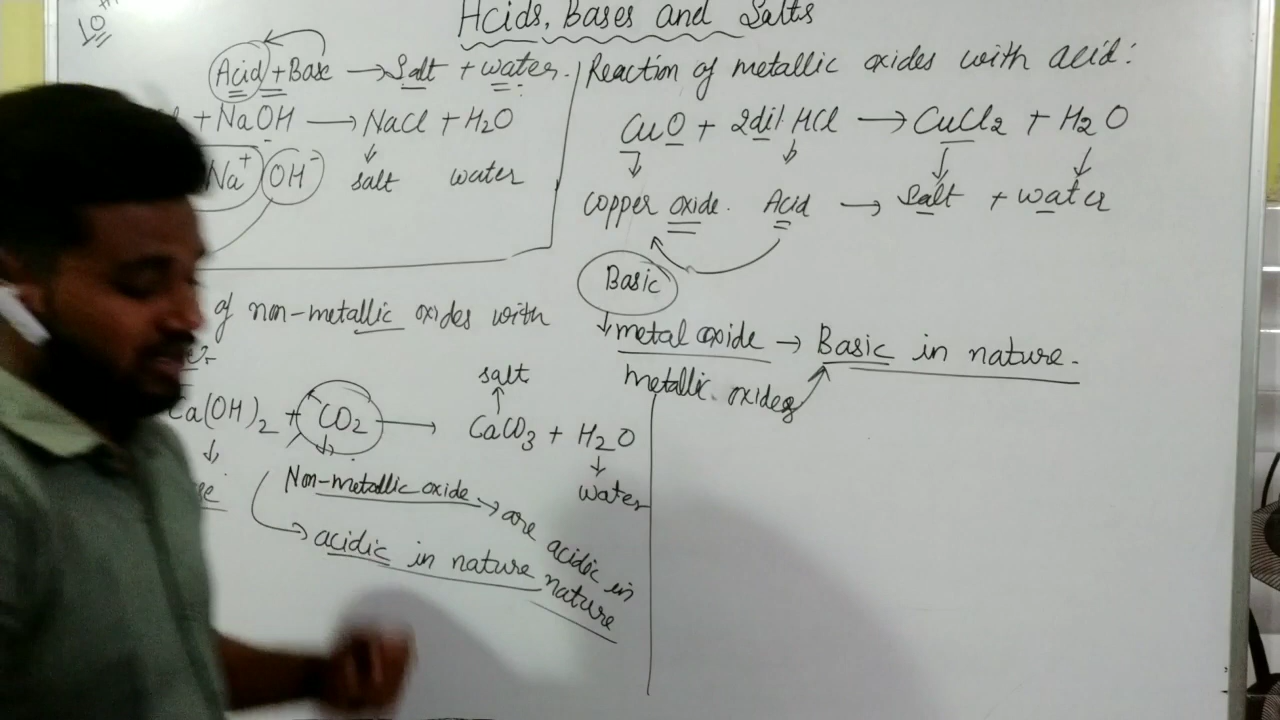 10th
Acids, Bases and Salts
Acid + Base → Salt + water.
+ NaOH → NaCl + H2O
Na+ OH- salt water
Reaction of metallic oxides with acid:
CuO + 2dil HCl → CuCl2 + H2O
copper oxide. Acid → Salt + water
Basic
metal oxide → Basic in nature.
metallic oxides
of non-metallic oxides with
salt
Ca(OH)2 + CO2 → CaCO3 + H2O
Non-metallic oxide → are acidic in nature
water
acidic in nature